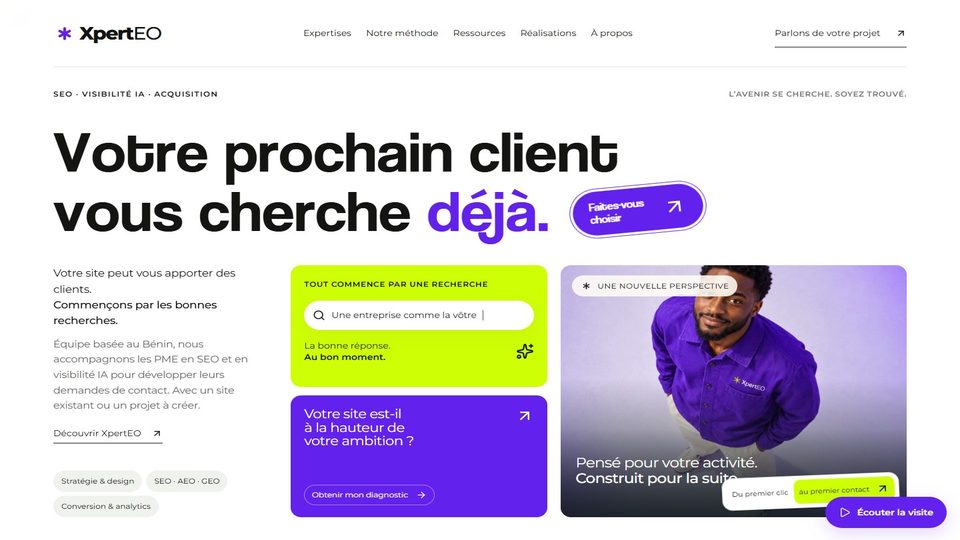 XpertEO
Expertises
Notre méthode
Ressources
Réalisations
À propos
Parlons de votre projet
SEO · VISIBILITÉ IA · ACQUISITION
L'AVENIR SE CHERCHE. SOYEZ TROUVÉ.
Votre prochain client
vous cherche déjà.
Faites-vous
choisir
Votre site peut vous apporter des
clients.
Commençons par les bonnes
recherches.
Équipe basée au Bénin, nous
accompagnons les PME en SEO et en
visibilité IA pour développer leurs
demandes de contact. Avec un site
existant ou un projet à créer.
Découvrir XpertEO
Stratégie & design
SEO · AEO · GEO
Conversion & analytics
TOUT COMMENCE PAR UNE RECHERCHE
Une entreprise comme la vôtre
La bonne réponse.
Au bon moment.
Votre site est-il
à la hauteur de
votre ambition ?
Obtenir mon diagnostic
UNE NOUVELLE PERSPECTIVE
XpertEO
Pensé pour votre activité.
Construit pour la suite.
Du premier clic
au premier contact
Écouter la visite